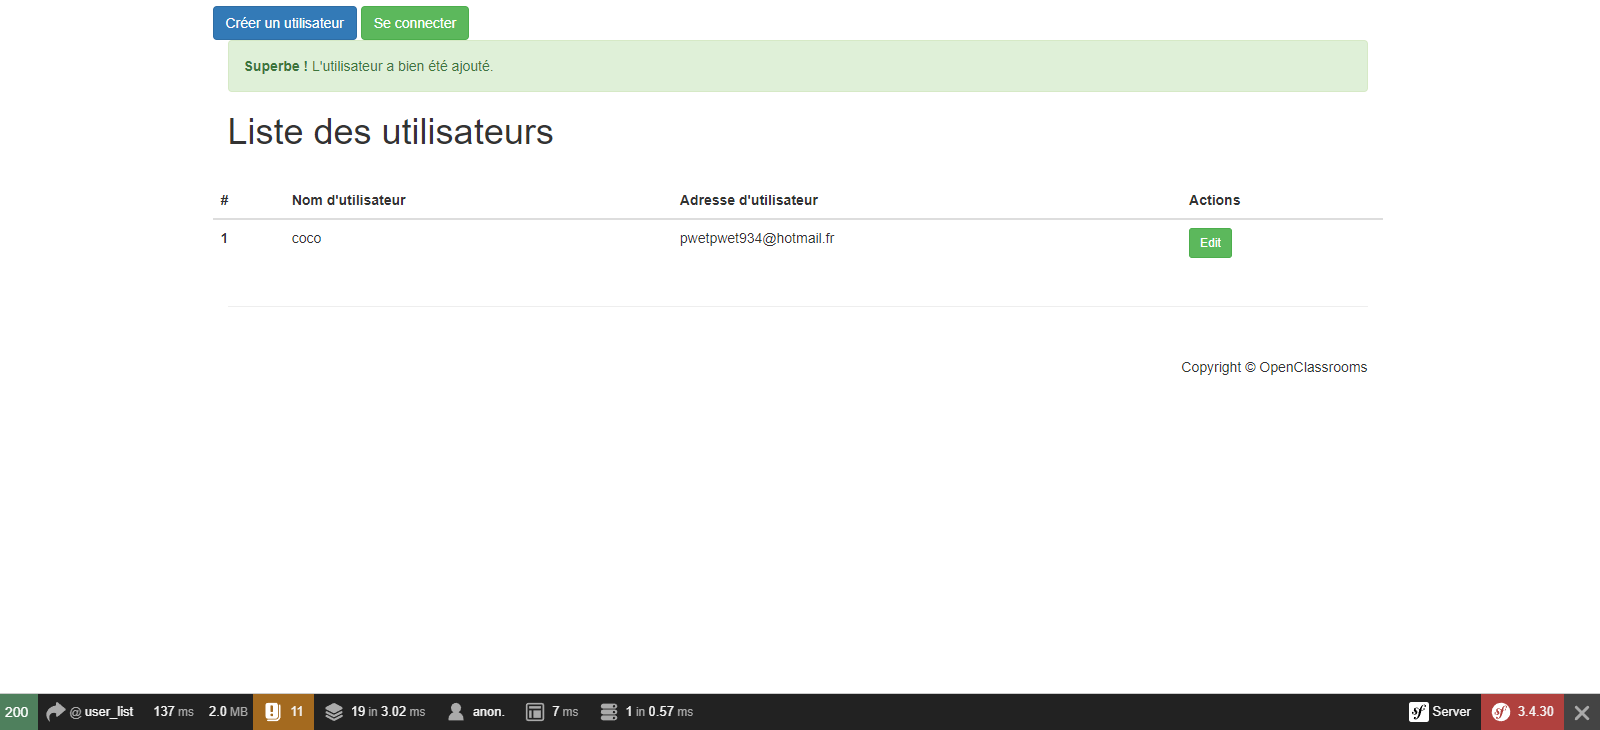 Créer un utilisateur Se connecter
Superbe ! L'utilisateur a bien été ajouté.
Liste des utilisateurs
# Nom d'utilisateur Adresse d'utilisateur Actions
1 coco pwetpwet934@hotmail.fr Edit
Copyright © OpenClassrooms
200 @ user_list 137 ms 2.0 MB 11 19 in 3.02 ms anon. 7 ms 1 in 0.57 ms sf Server sf 3.4.30